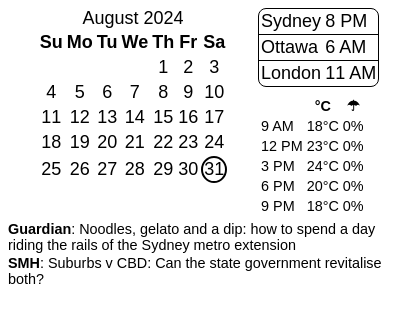 August 2024
Su Mo Tu We Th Fr Sa
1 2 3
4 5 6 7 8 9 10
11 12 13 14 15 16 17
18 19 20 21 22 23 24
25 26 27 28 29 30 31
Sydney 8 PM
Ottawa 6 AM
London 11 AM
°C ☂
9 AM 18°C 0%
12 PM 23°C 0%
3 PM 24°C 0%
6 PM 20°C 0%
9 PM 18°C 0%
Guardian: Noodles, gelato and a dip: how to spend a day
riding the rails of the Sydney metro extension
SMH: Suburbs v CBD: Can the state government revitalise
both?